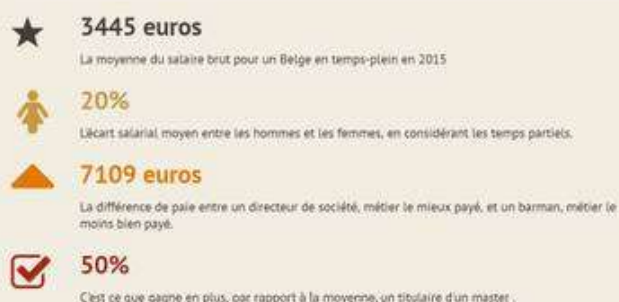 3445 euros
La moyenne du salaire brut pour un Belge en temps-plein en 2015
20%
L'écart salarial moyen entre les hommes et les femmes, en considérant les temps partiels.
7109 euros
La différence de paie entre un directeur de société, métier le mieux payé, et un barman, métier le
moins bien payé.
50%
C'est ce que gagne en plus, par rapport à la moyenne, un titulaire d'un master .